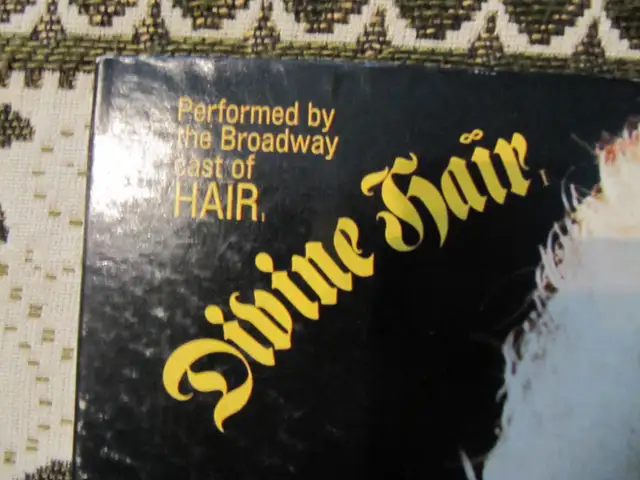 Performed by
the Broadway
cast of
HAIR,
Divine Hair